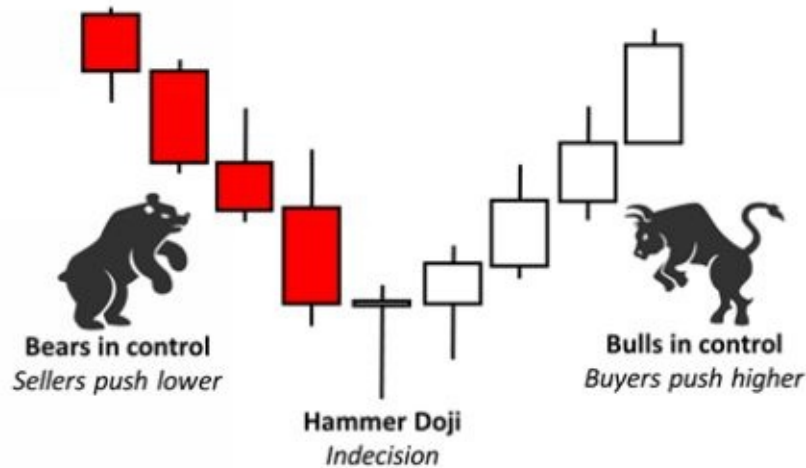 Bears in control
Sellers push lower
Hammer Doji
Indecision
Bulls in control
Buyers push higher